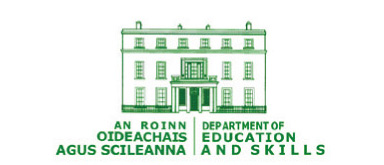 AN ROINN
OIDEACHAIS
AGUS SCILEANNA
DEPARTMENT OF
EDUCATION
AND SKILLS